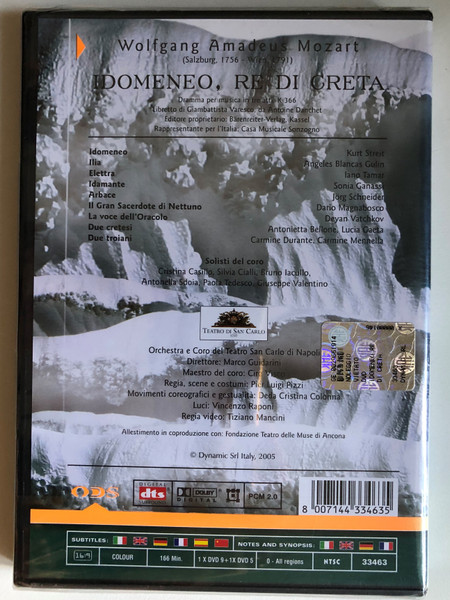 Wolfgang Amadeus Mozart
(Salzburg, 1756 - Wien, 1791)
IDOMENEO, RE DI CRETA
Dramma per musica in tre atti K 366
Libretto di Giambattista Varesco, da Antoine Danchet
Editore proprietario: Bärenreiter-Verlag, Kassel
Rappresentante per l'Italia: Casa Musicale Sonzogno
Idomeneo Kurt Streit
Ilia Ángeles Blancas Gulín
Elettra Iano Tamar
Idamante Sonia Ganassi
Arbace Jörg Schneider
Il Gran Sacerdote di Nettuno Dario Magnabosco
La voce dell'Oracolo Deyan Vatchkov
Due cretesi Antonietta Bellone, Lucia Gaeta
Due troiani Carmine Durante, Carmine Mennella
Solisti del coro
Cristina Casillo, Silvia Cialli, Bruno Iacullo,
Antonella Sdoia, Paola Tedesco, Giuseppe Valentino
TEATRO DI SAN CARLO
Orchestra e Coro del Teatro San Carlo di Napoli
Direttore: Marco Guidarini
Maestro del coro:
Regia, scene e costumi: Pier Luigi Pizzi
Movimenti coreografici e gestualità: Deda Cristina Colonna
Luci: Vincenzo Raponi
Regia video: Tiziano Mancini
Allestimento in coproduzione con: Fondazione Teatro delle Muse di Ancona
© Dynamic Srl Italy, 2005
DIGITAL dts DOLBY DIGITAL PCM 2.0
8 007144 334635
SUBTITLES: NOTES AND SYNOPSIS:
16:9 COLOUR 166 Min. 1 X DVD 9 + 1X DVD 5 0 - All regions NTSC 33463